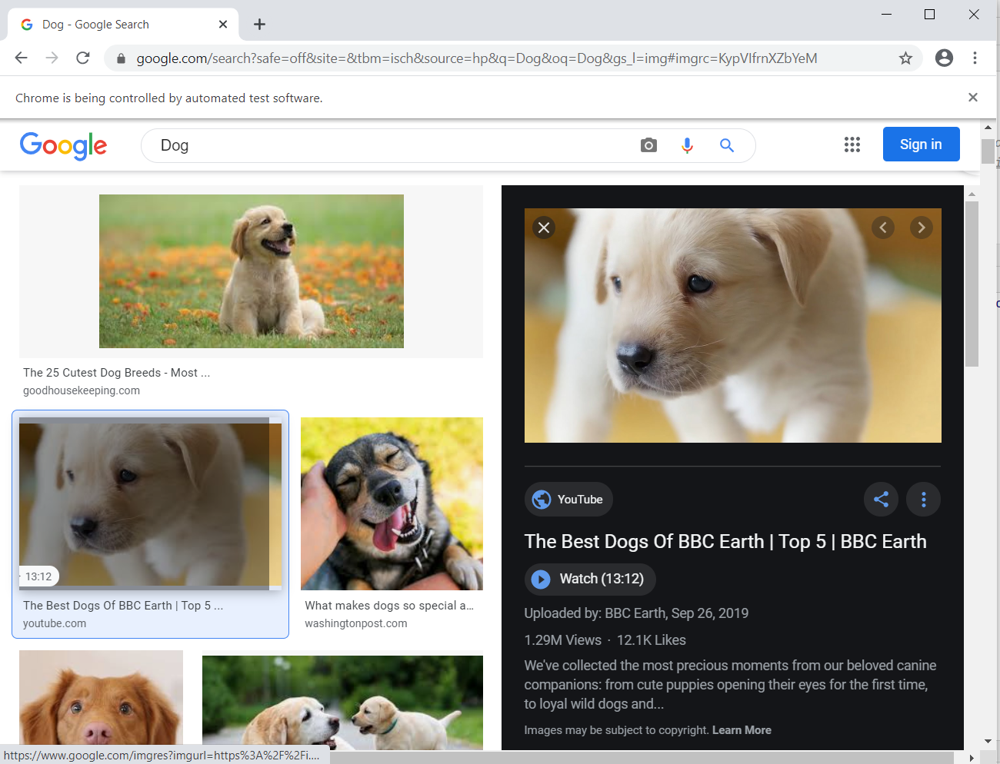 Dog - Google Search
google.com/search?safe=off&site=&tbm=isch&source=hp&q=Dog&oq=Dog&gs_l=img#imgrc=KypVIfrnXZbYeM
Chrome is being controlled by automated test software.
Google
Dog
Sign in
The 25 Cutest Dog Breeds - Most ...
goodhousekeeping.com
13:12
The Best Dogs Of BBC Earth | Top 5 ...
youtube.com
What makes dogs so special a...
washingtonpost.com
YouTube
The Best Dogs Of BBC Earth | Top 5 | BBC Earth
Watch (13:12)
Uploaded by: BBC Earth, Sep 26, 2019
1.29M Views · 12.1K Likes
We've collected the most precious moments from our beloved canine
companions: from cute puppies opening their eyes for the first time,
to loyal wild dogs and...
Images may be subject to copyright. Learn More
https://www.google.com/imgres?imgurl=https%3A%2F%2Fi....